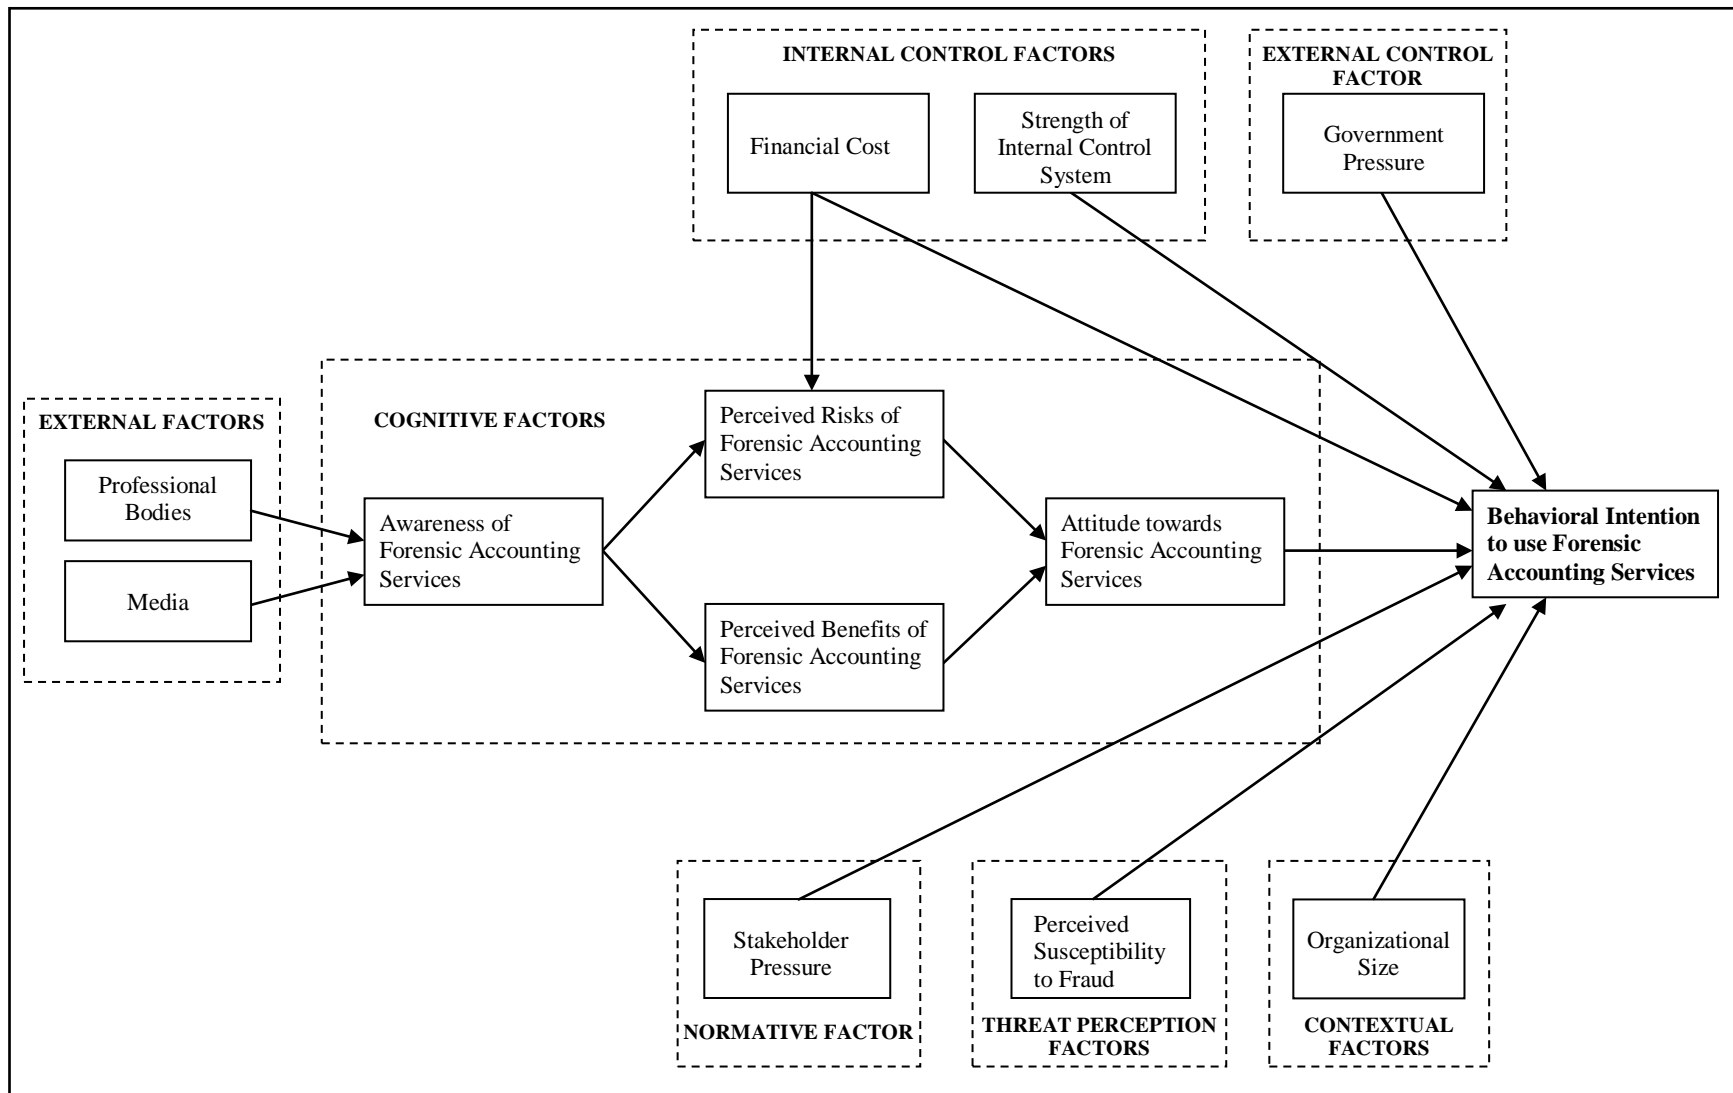 INTERNAL CONTROL FACTORS
Financial Cost
Strength of
Internal Control
System
EXTERNAL CONTROL
FACTOR
Government
Pressure
EXTERNAL FACTORS
Professional
Bodies
Media
COGNITIVE FACTORS
Awareness of
Forensic Accounting
Services
Perceived Risks of
Forensic Accounting
Services
Perceived Benefits of
Forensic Accounting
Services
Attitude towards
Forensic Accounting
Services
Behavioral Intention
to use Forensic
Accounting Services
Stakeholder
Pressure
NORMATIVE FACTOR
Perceived
Susceptibility
to Fraud
THREAT PERCEPTION
FACTORS
Organizational
Size
CONTEXTUAL
FACTORS